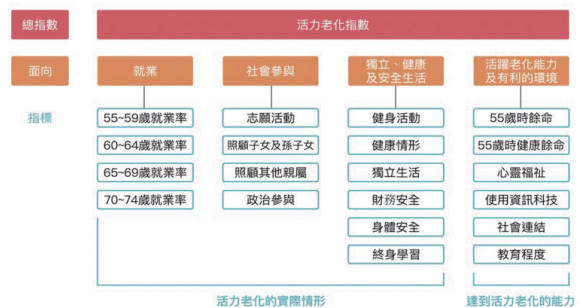 總指數
活力老化指數
面向
就業
社會參與
獨立、健康
及安全生活
活躍老化能力
及有利的環境
指標
55~59歲就業率
60~64歲就業率
65~69歲就業率
70~74歲就業率
志願活動
照顧子女及孫子女
照顧其他親屬
政治參與
健身活動
健康情形
獨立生活
財務安全
身體安全
終身學習
55歲時餘命
55歲時健康餘命
心靈福祉
使用資訊科技
社會連結
教育程度
活力老化的實際情形
達到活力老化的能力